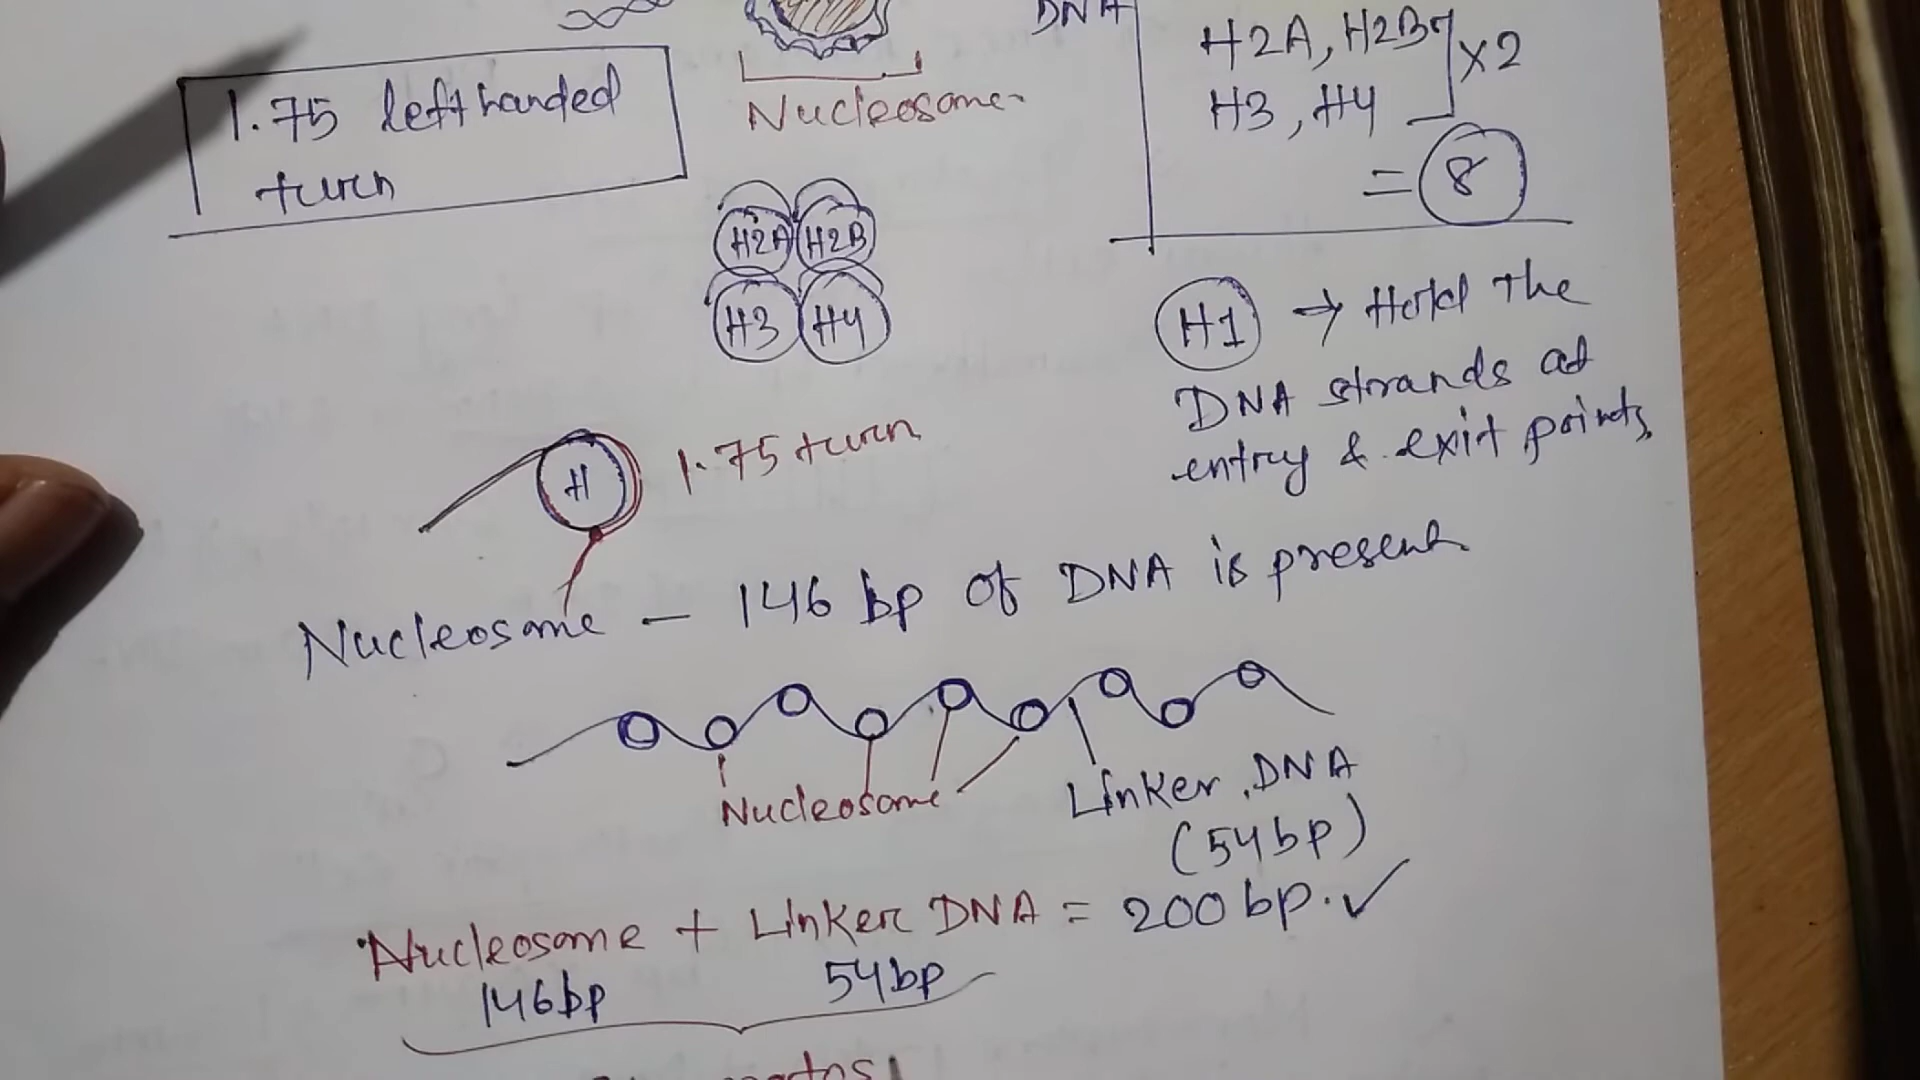 DNA
H2A, H2B
H3, H4
x2
= 8
1.75 left handed
turn
Nucleosome
H2A H2B
H3 H4
H1 → Hold the
DNA strands at
entry & exit points.
H
1.75 turn
Nucleosome — 146 bp of DNA is present
Nucleosome
Linker DNA
(54bp)
Nucleosome + Linker DNA = 200 bp. ✓
146bp 54bp